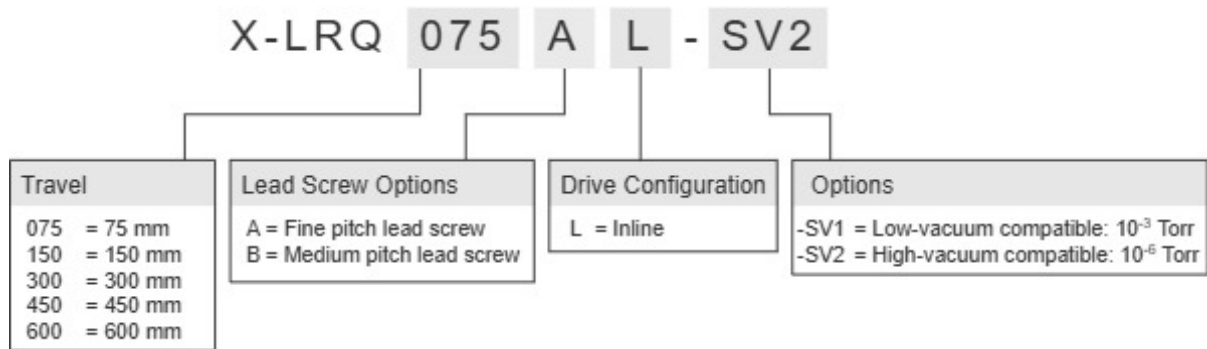 X-LRQ 075 A L - SV2
Travel
075 = 75 mm
150 = 150 mm
300 = 300 mm
450 = 450 mm
600 = 600 mm
Lead Screw Options
A = Fine pitch lead screw
B = Medium pitch lead screw
Drive Configuration
L = Inline
Options
-SV1 = Low-vacuum compatible: 10⁻³ Torr
-SV2 = High-vacuum compatible: 10⁻⁶ Torr